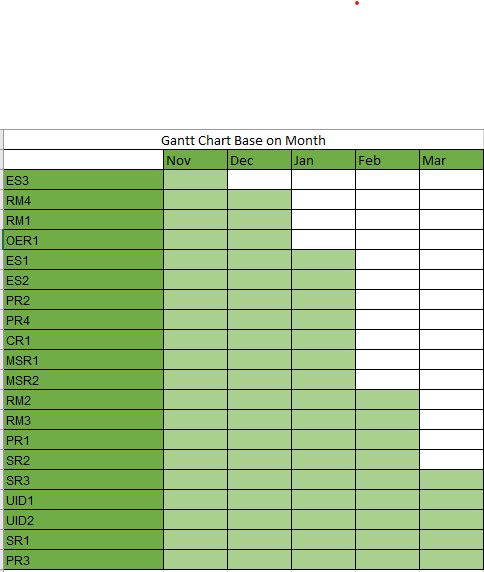 Gantt Chart Base on Month
Nov Dec Jan Feb Mar
ES3
RM4
RM1
OER1
ES1
ES2
PR2
PR4
CR1
MSR1
MSR2
RM2
RM3
PR1
SR2
SR3
UID1
UID2
SR1
PR3